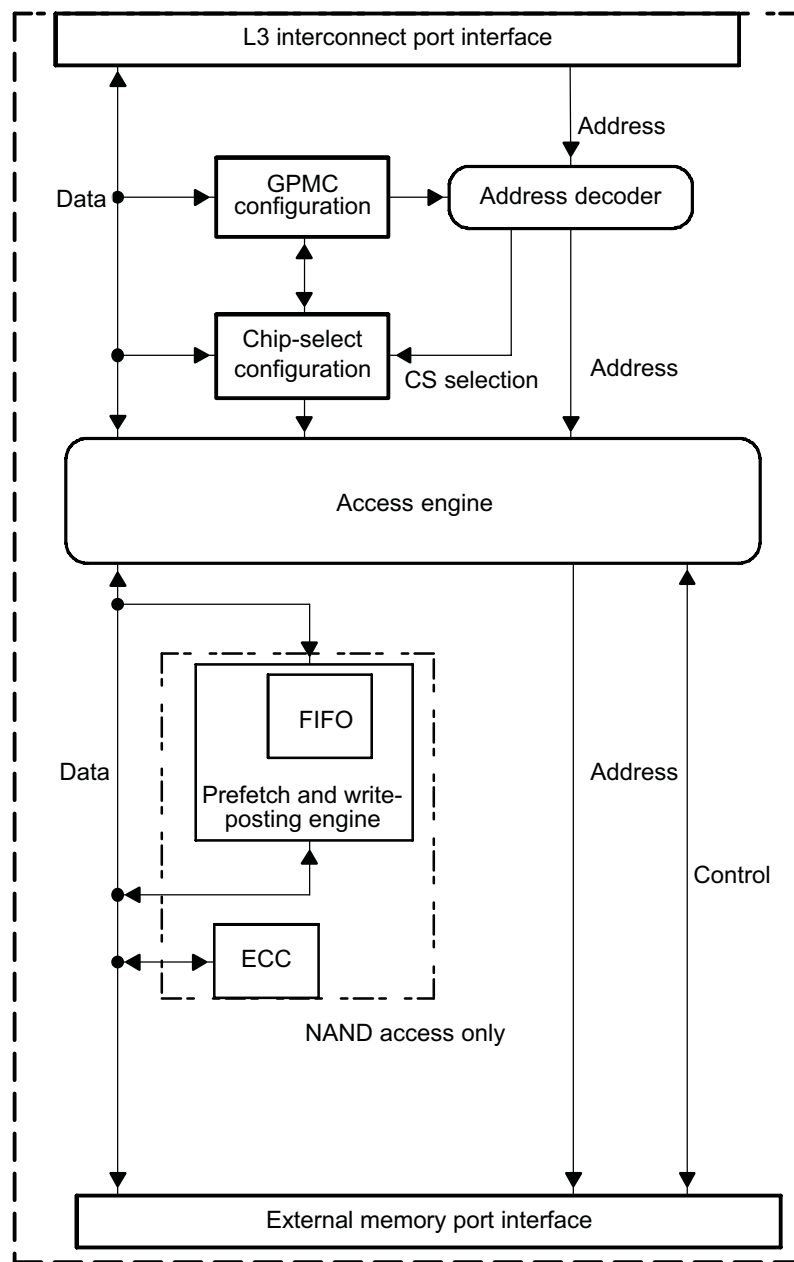 L3 interconnect port interface
Address
GPMC
configuration
Address decoder
Data
Chip-select
configuration
CS selection
Address
Access engine
FIFO
Data
Prefetch and write-
posting engine
Address
Control
ECC
NAND access only
External memory port interface